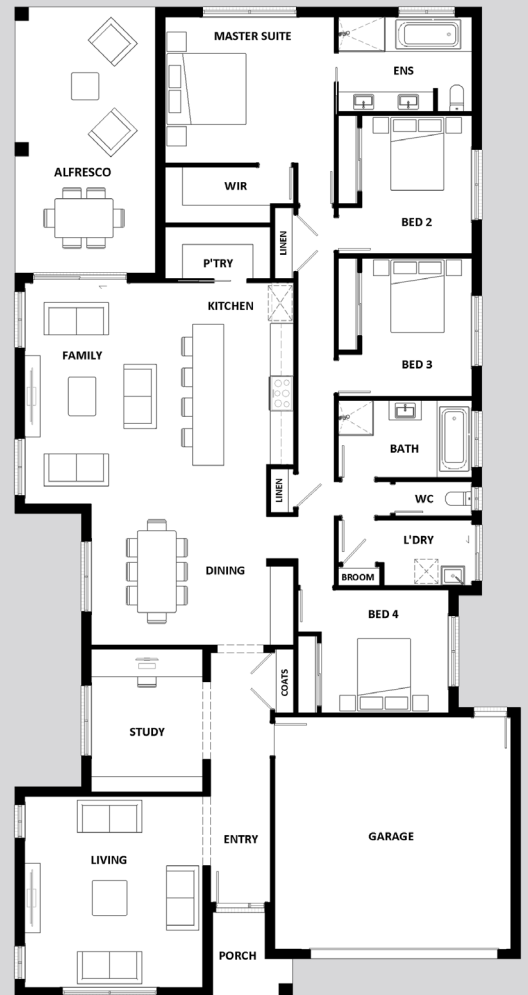 MASTER SUITE
ENS
ALFRESCO
WIR
BED 2
LINEN
P'TRY
KITCHEN
FAMILY
BED 3
BATH
LINEN
WC
L'DRY
DINING
BROOM
BED 4
COATS
STUDY
ENTRY
GARAGE
LIVING
PORCH